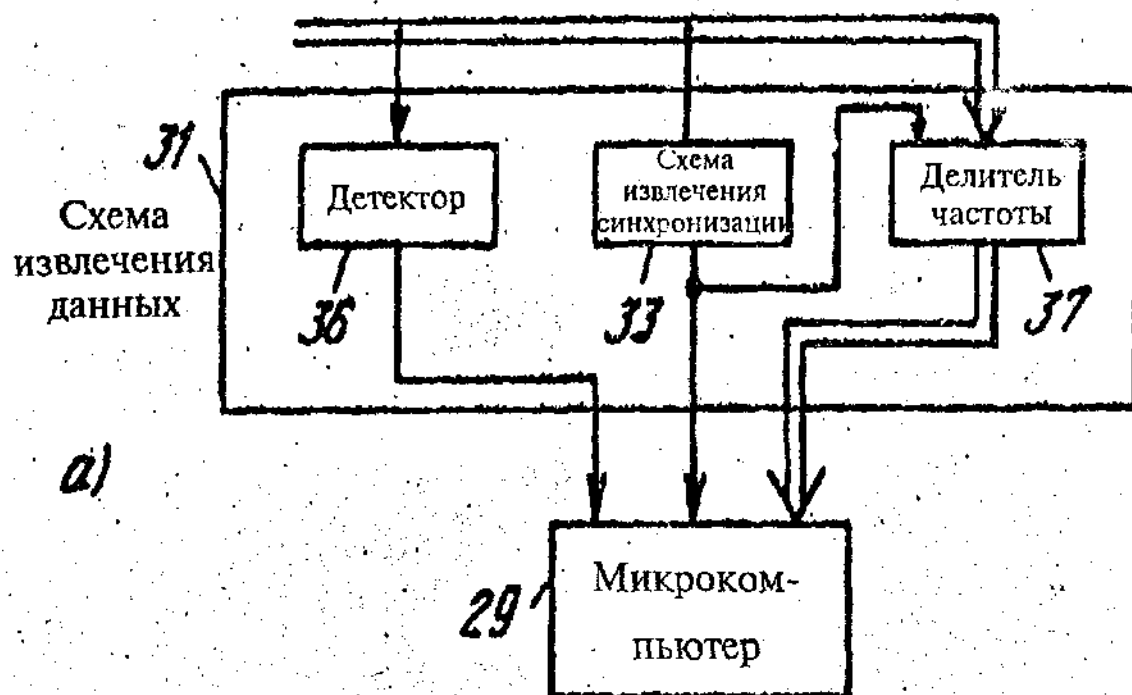 31
Схема
извлечения
данных
Детектор
36
Схема
извлечения
синхронизации
33
Делитель
частоты
37
а)
29
Микроком-
пьютер